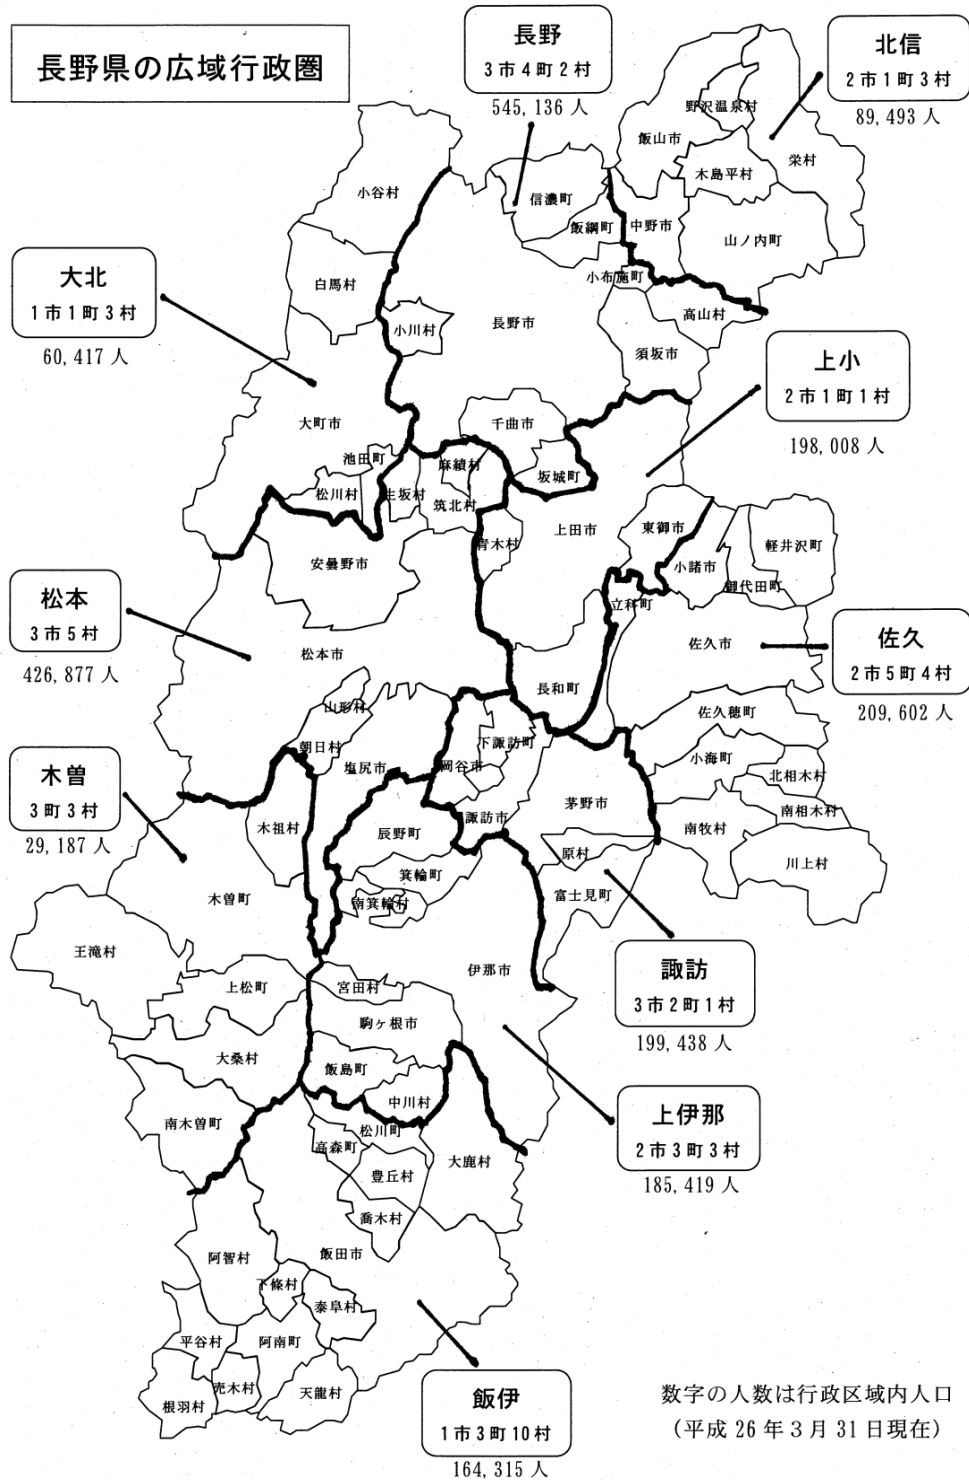 長野県の広域行政圏
長野
3市4町2村
545,136人
北信
2市1町3村
89,493人
野沢温泉村
飯山市
栄村
木島平村
小谷村
信濃町
飯綱町
中野市
山ノ内町
大北
1市1町3村
60,417人
白馬村
小布施町
高山村
小川村
長野市
須坂市
上小
2市1町1村
198,008人
大町市
千曲市
池田町
麻績村
坂城町
松川村
生坂村
筑北村
上田市
東御市
青木村
軽井沢町
安曇野市
小諸市
御代田町
立科町
松本
3市5村
426,877人
松本市
佐久市
佐久
2市5町4村
209,602人
長和町
山形村
佐久穂町
朝日村
下諏訪町
塩尻市
岡谷市
小海町
北相木村
木曽
3町3村
29,187人
茅野市
南相木村
木祖村
辰野町
諏訪市
南牧村
原村
川上村
箕輪町
木曽町
南箕輪村
富士見町
王滝村
伊那市
諏訪
3市2町1村
199,438人
上松町
宮田村
駒ヶ根市
大桑村
飯島町
中川村
上伊那
2市3町3村
185,419人
南木曽町
松川町
高森町
大鹿村
豊丘村
喬木村
飯田市
阿智村
下條村
泰阜村
平谷村
阿南町
売木村
天龍村
根羽村
飯伊
1市3町10村
164,315人
数字の人数は行政区域内人口
(平成26年3月31日現在)